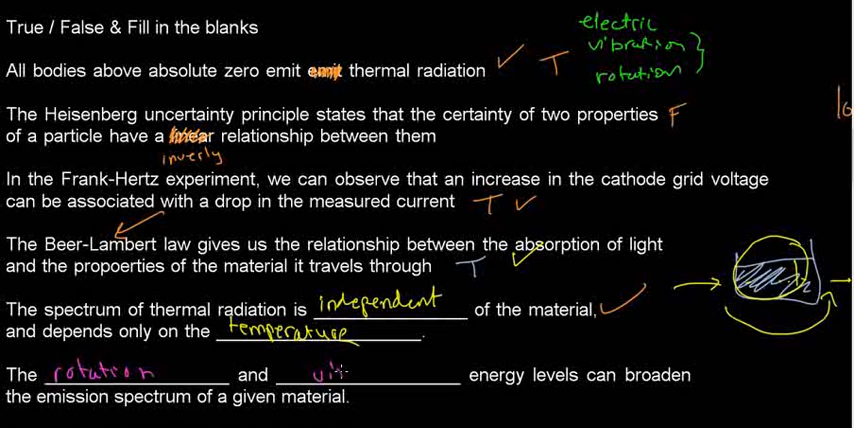 True / False & Fill in the blanks
electric
vibration
rotation
All bodies above absolute zero emit emit thermal radiation T
The Heisenberg uncertainty principle states that the certainty of two properties F
of a particle have a linear relationship between them
inverly
In the Frank-Hertz experiment, we can observe that an increase in the cathode grid voltage
can be associated with a drop in the measured current T
The Beer-Lambert law gives us the relationship between the absorption of light
and the propoerties of the material it travels through T
The spectrum of thermal radiation is independent of the material,
and depends only on the temperature.
The rotation and vi energy levels can broaden
the emission spectrum of a given material.